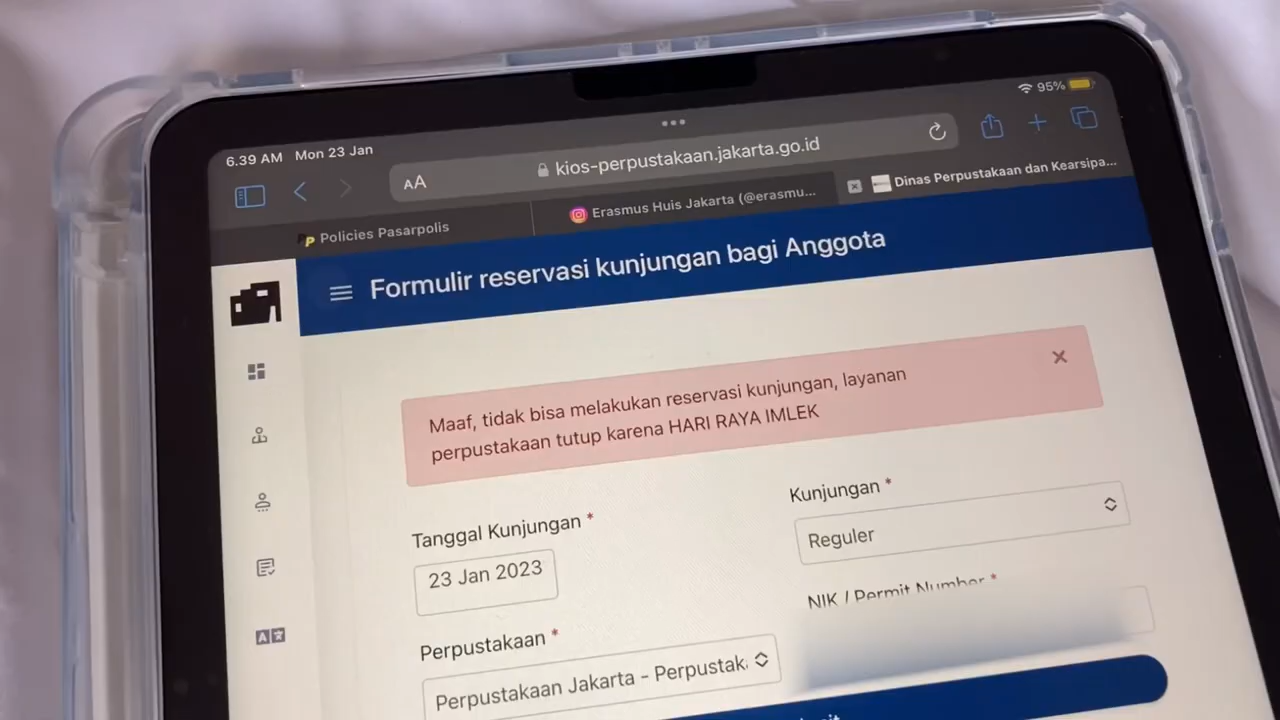 6.39 AM Mon 23 Jan
95%
AA
kios-perpustakaan.jakarta.go.id
Policies Pasarpolis
Erasmus Huis Jakarta (@erasmu...
Dinas Perpustakaan dan Kearsipa...
Formulir reservasi kunjungan bagi Anggota
Maaf, tidak bisa melakukan reservasi kunjungan, layanan
perpustakaan tutup karena HARI RAYA IMLEK
Tanggal Kunjungan *
23 Jan 2023
Kunjungan *
Reguler
NIK / Permit Number *
Perpustakaan *
Perpustakaan Jakarta - Perpustak